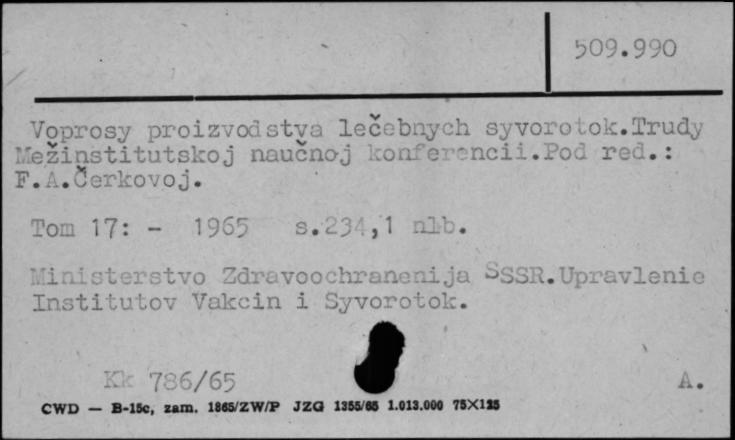 509.990
Voprosy proizvodstva lečebnych syvorotok.Trudy
Mežinstitutskoj naučnoj konferencii.Pod red.:
F.A.Čerkovoj.
Tom 17: - 1965 s.234,1 nlb.
Ministerstvo Zdravoochranenija SSSR.Upravlenie
Institutov Vakcin i Syvorotok.
Kk 786/65 A.
CWD — B-15c, zam. 1865/ZW/P JZG 1355/65 1.013.000 75X125